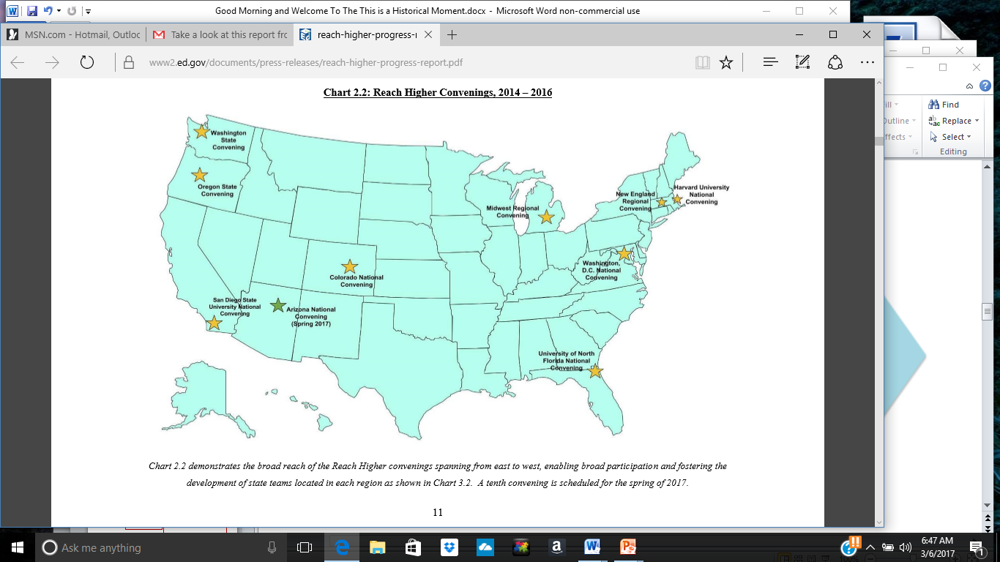 Good Morning and Welcome To The This is a Historical Moment.docx - Microsoft Word non-commercial use
MSN.com - Hotmail, Outloc
Take a look at this report fro
reach-higher-progress-r
www2.ed.gov/documents/press-releases/reach-higher-progress-report.pdf
Find
Replace
Select
Editing
Chart 2.2: Reach Higher Convenings, 2014 – 2016
Washington
State
Convening
Oregon State
Convening
Midwest Regional
Convening
New England
Regional
Convening
Harvard University
National
Convening
Colorado National
Convening
Washington,
D.C. National
Convening
San Diego State
University National
Convening
Arizona National
Convening
(Spring 2017)
University of North
Florida National
Convening
Chart 2.2 demonstrates the broad reach of the Reach Higher convenings spanning from east to west, enabling broad participation and fostering the
development of state teams located in each region as shown in Chart 3.2.  A tenth convening is scheduled for the spring of 2017.
11
Ask me anything
6:47 AM
3/6/2017